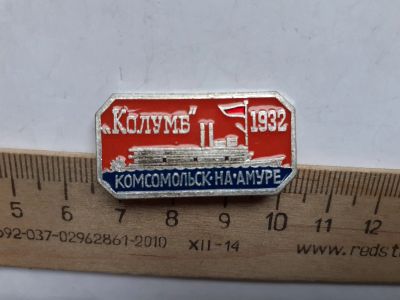 "Колумб" 1932
КОМСОМОЛЬСК-НА-АМУРЕ
5 6 7 8 9 10 11 12
92-037-02962861-2010 XII-14 www.redst